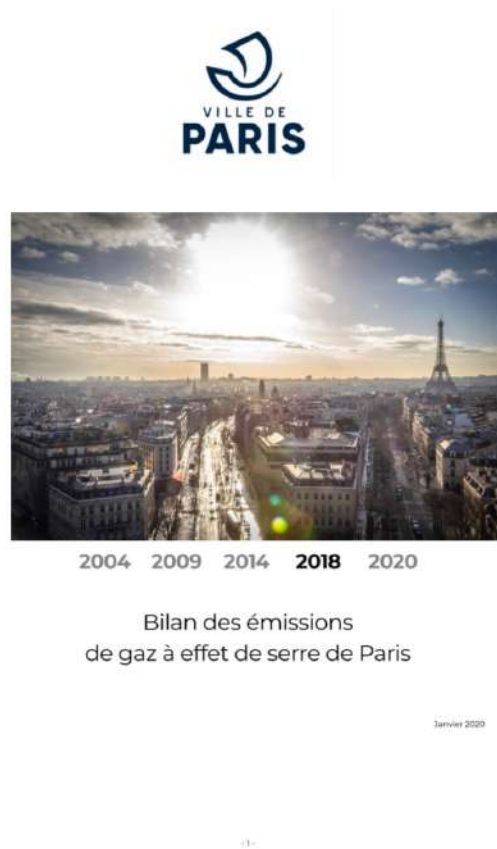 VILLE DE
PARIS
2004 2009 2014 2018 2020
Bilan des émissions
de gaz à effet de serre de Paris
Janvier 2020
- 1 -